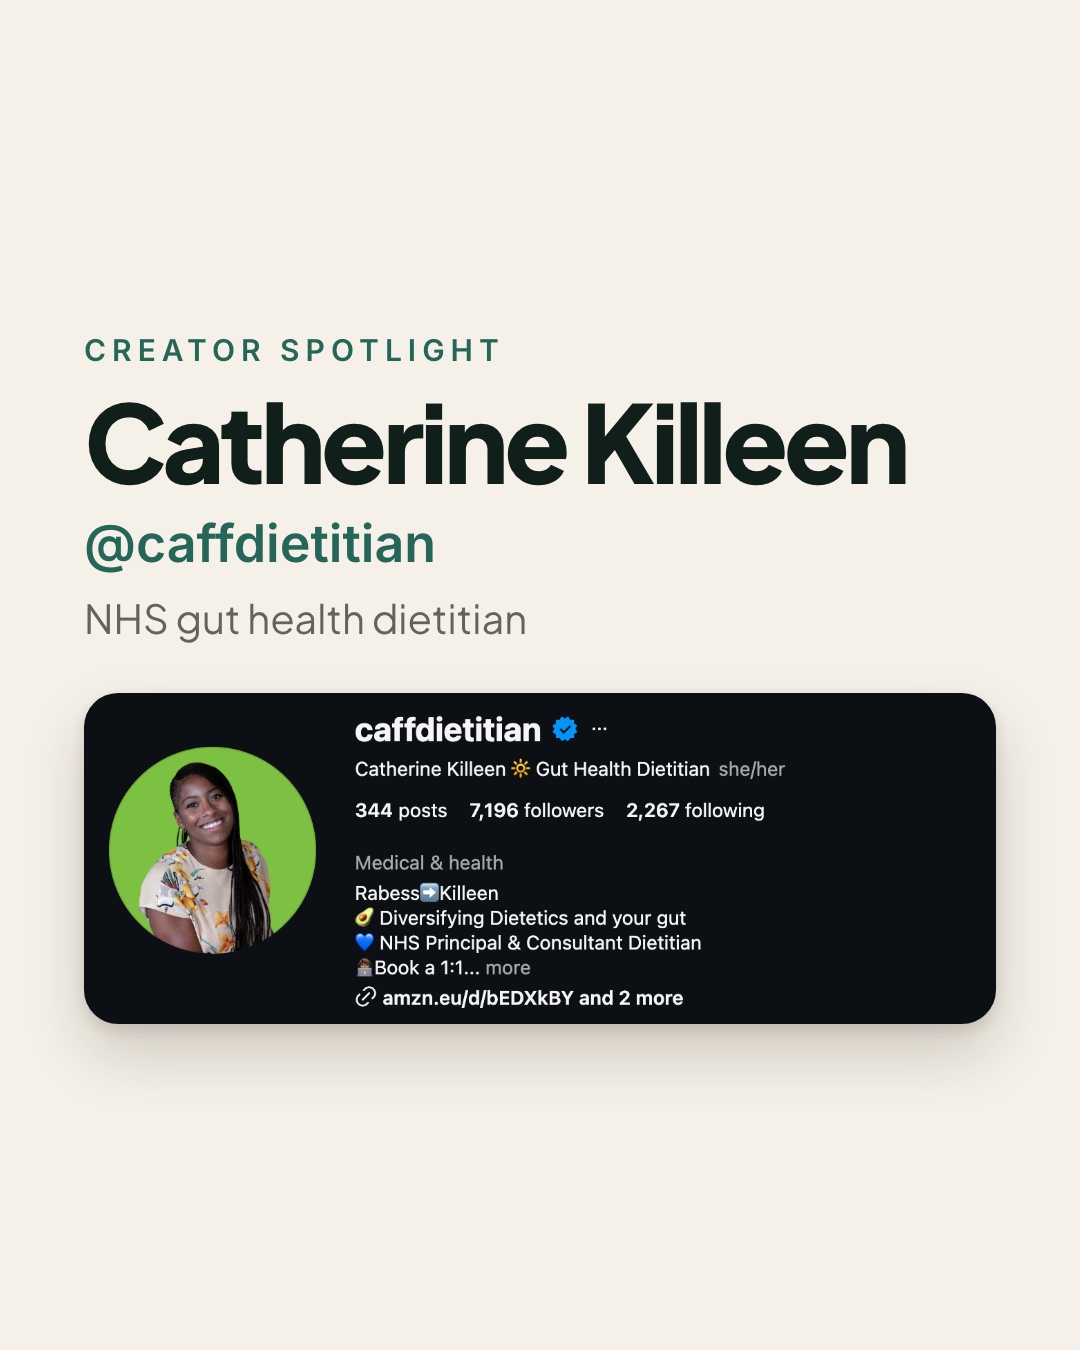 CREATOR SPOTLIGHT
Catherine Killeen
@caffdietitian
NHS gut health dietitian
caffdietitian ...
Catherine Killeen 🔆 Gut Health Dietitian she/her
344 posts 7,196 followers 2,267 following
Medical & health
Rabess➡️Killeen
🥑 Diversifying Dietetics and your gut
💙 NHS Principal & Consultant Dietitian
👩🏾‍💻Book a 1:1... more
amzn.eu/d/bEDXkBY and 2 more